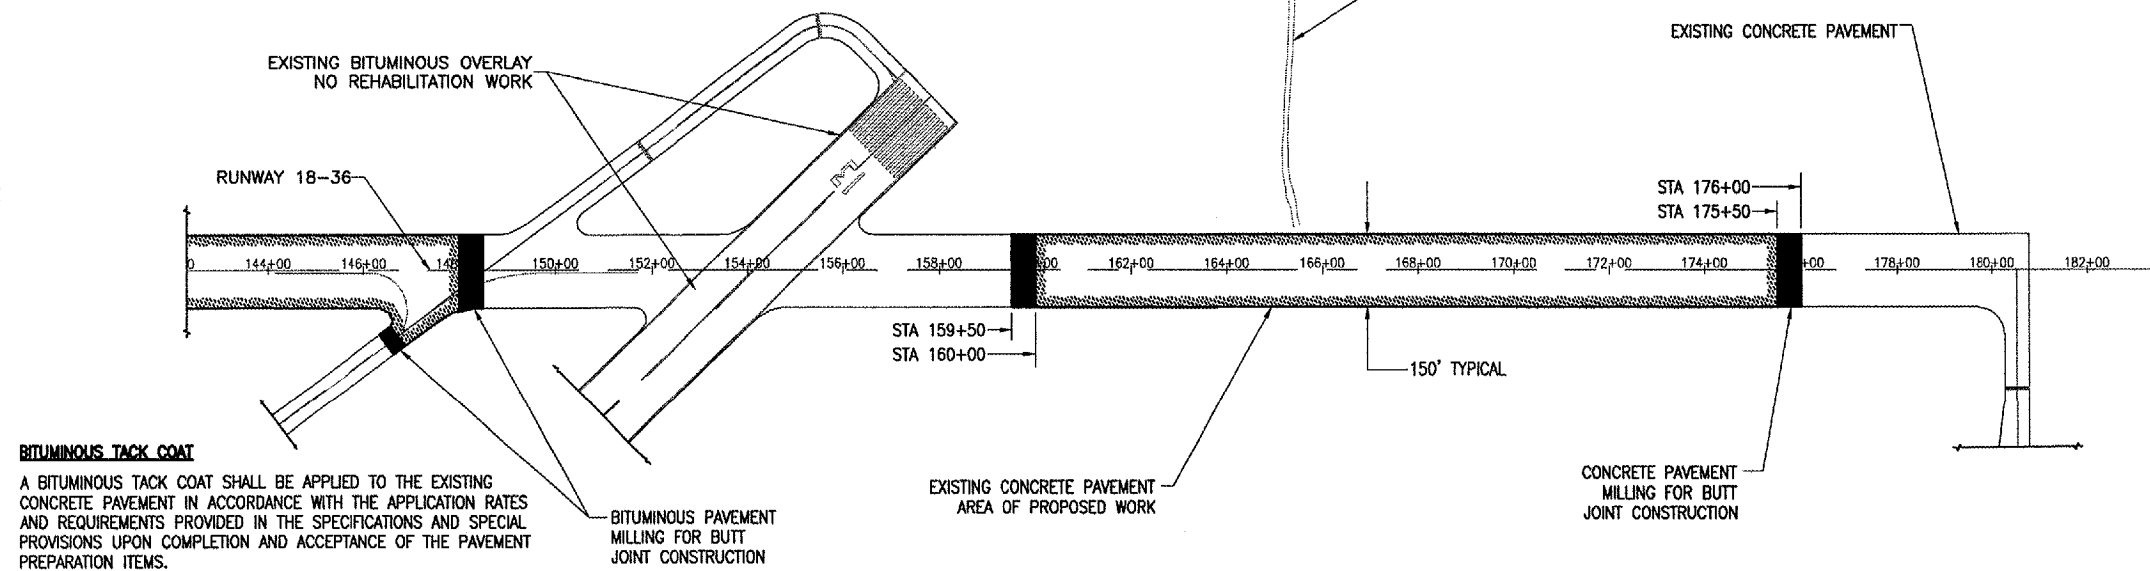 EXISTING CONCRETE PAVEMENT
EXISTING BITUMINOUS OVERLAY
NO REHABILITATION WORK
RUNWAY 18-36
STA 176+00
STA 175+50
0 144+00 146+00 150+00 152+00 154+00 156+00 158+00 162+00 164+00 166+00 168+00 170+00 172+00 174+00 178+00 180+00 182+00
STA 159+50
STA 160+00
150' TYPICAL
BITUMINOUS TACK COAT
A BITUMINOUS TACK COAT SHALL BE APPLIED TO THE EXISTING
CONCRETE PAVEMENT IN ACCORDANCE WITH THE APPLICATION RATES
AND REQUIREMENTS PROVIDED IN THE SPECIFICATIONS AND SPECIAL
PROVISIONS UPON COMPLETION AND ACCEPTANCE OF THE PAVEMENT
PREPARATION ITEMS.
BITUMINOUS PAVEMENT
MILLING FOR BUTT
JOINT CONSTRUCTION
EXISTING CONCRETE PAVEMENT
AREA OF PROPOSED WORK
CONCRETE PAVEMENT
MILLING FOR BUTT
JOINT CONSTRUCTION